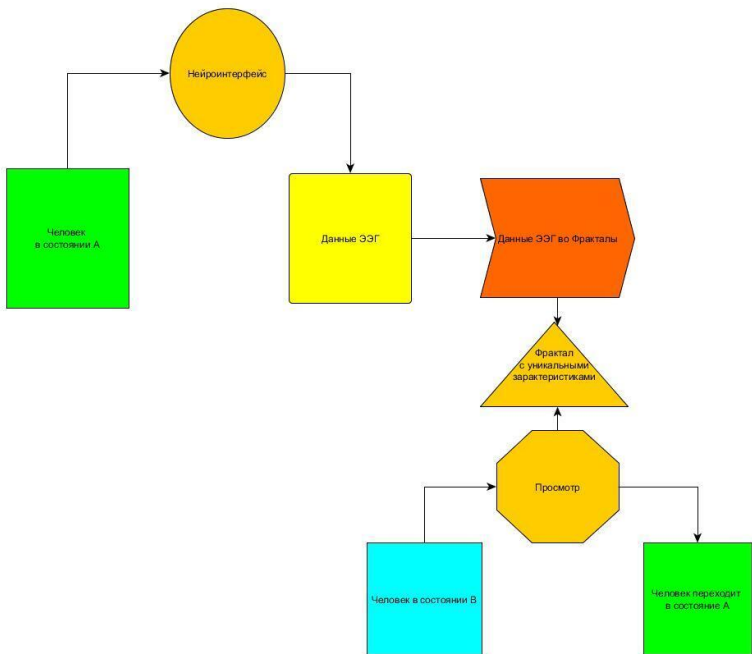 Нейроинтерфейс
Человек
в состоянии А
Данные ЭЭГ
Данные ЭЭГ во Фракталы
Фрактал
с уникальными
зарактеристиками
Просмотр
Человек в состоянии В
Человек переходит
в состояние А